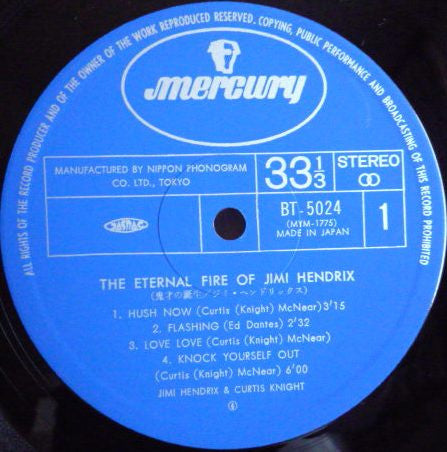 ALL RIGHTS OF THE RECORD PRODUCER AND OF THE OWNER OF THE WORK REPRODUCED RESERVED. COPYING, PUBLIC PERFORMANCE AND BROADCASTING OF THIS RECORD PROHIBITED
mercury
MANUFACTURED BY NIPPON PHONOGRAM
CO. LTD., TOKYO
33 1/3
STEREO
JASRAC
BT-5024
(MYM-1775)
MADE IN JAPAN
1
THE ETERNAL FIRE OF JIMI HENDRIX
(鬼才の誕生/ジミ・ヘンドリックス)
1. HUSH NOW (Curtis (Knight) McNear) 3'15
2. FLASHING (Ed Dantes) 2'32
3. LOVE LOVE (Curtis (Knight) McNear)
4. KNOCK YOURSELF OUT
(Curtis (Knight) McNear) 6'00
JIMI HENDRIX & CURTIS KNIGHT